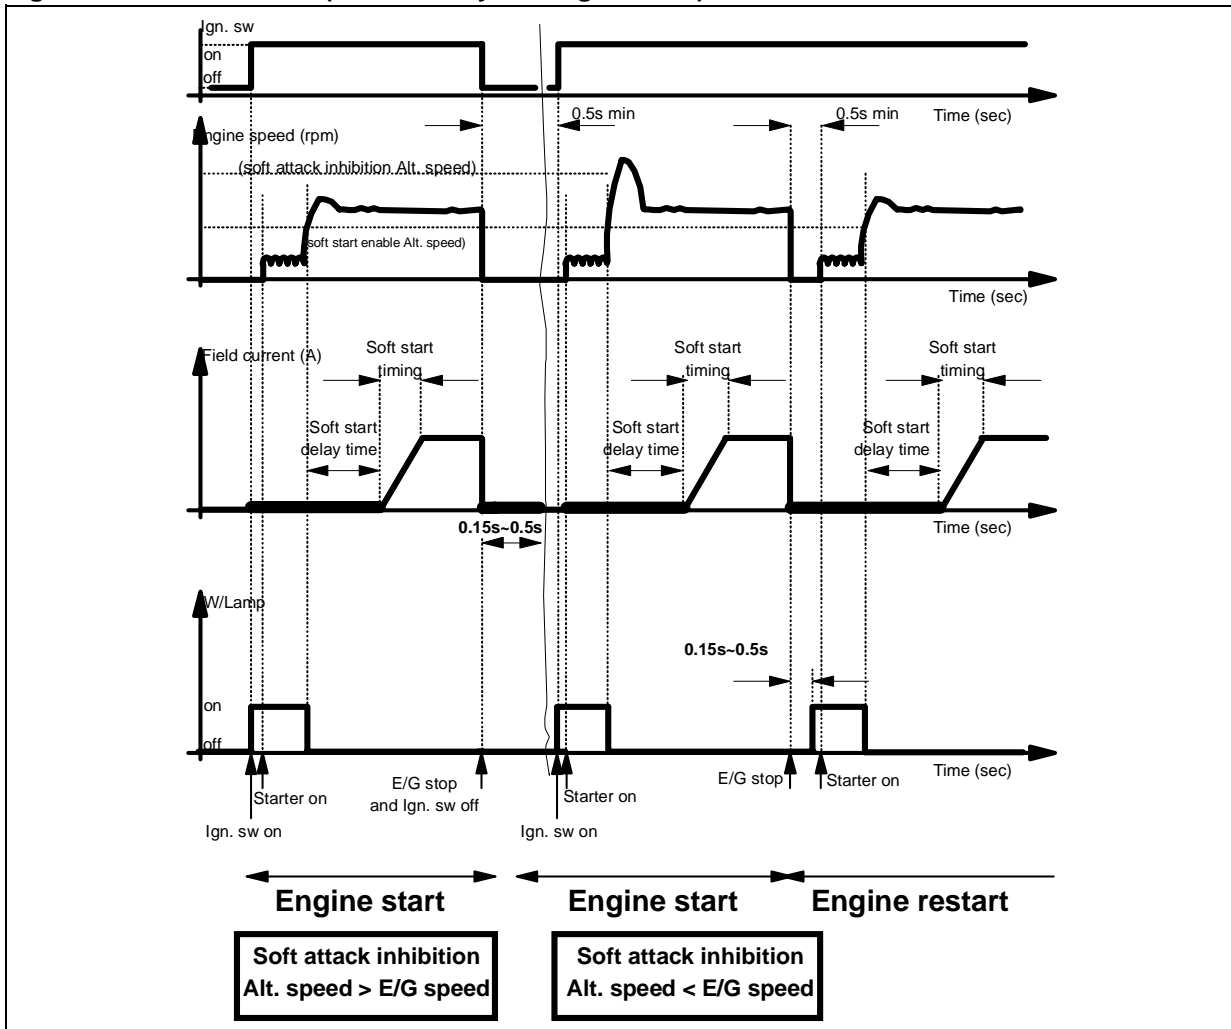 Ign. sw
on
off
Time (sec)
0.5s min
0.5s min
Engine speed (rpm)
(soft attack inhibition Alt. speed)
(soft start enable Alt. speed)
Time (sec)
Field current (A)
Soft start
timing
Soft start
timing
Soft start
timing
Soft start
delay time
Soft start
delay time
Soft start
delay time
0.15s~0.5s
Time (sec)
W/Lamp
0.15s~0.5s
on
off
Time (sec)
Starter on
E/G stop
and Ign. sw off
Starter on
E/G stop
Starter on
Ign. sw on
Ign. sw on
Engine start
Engine start
Engine restart
Soft attack inhibition
Alt. speed > E/G speed
Soft attack inhibition
Alt. speed < E/G speed